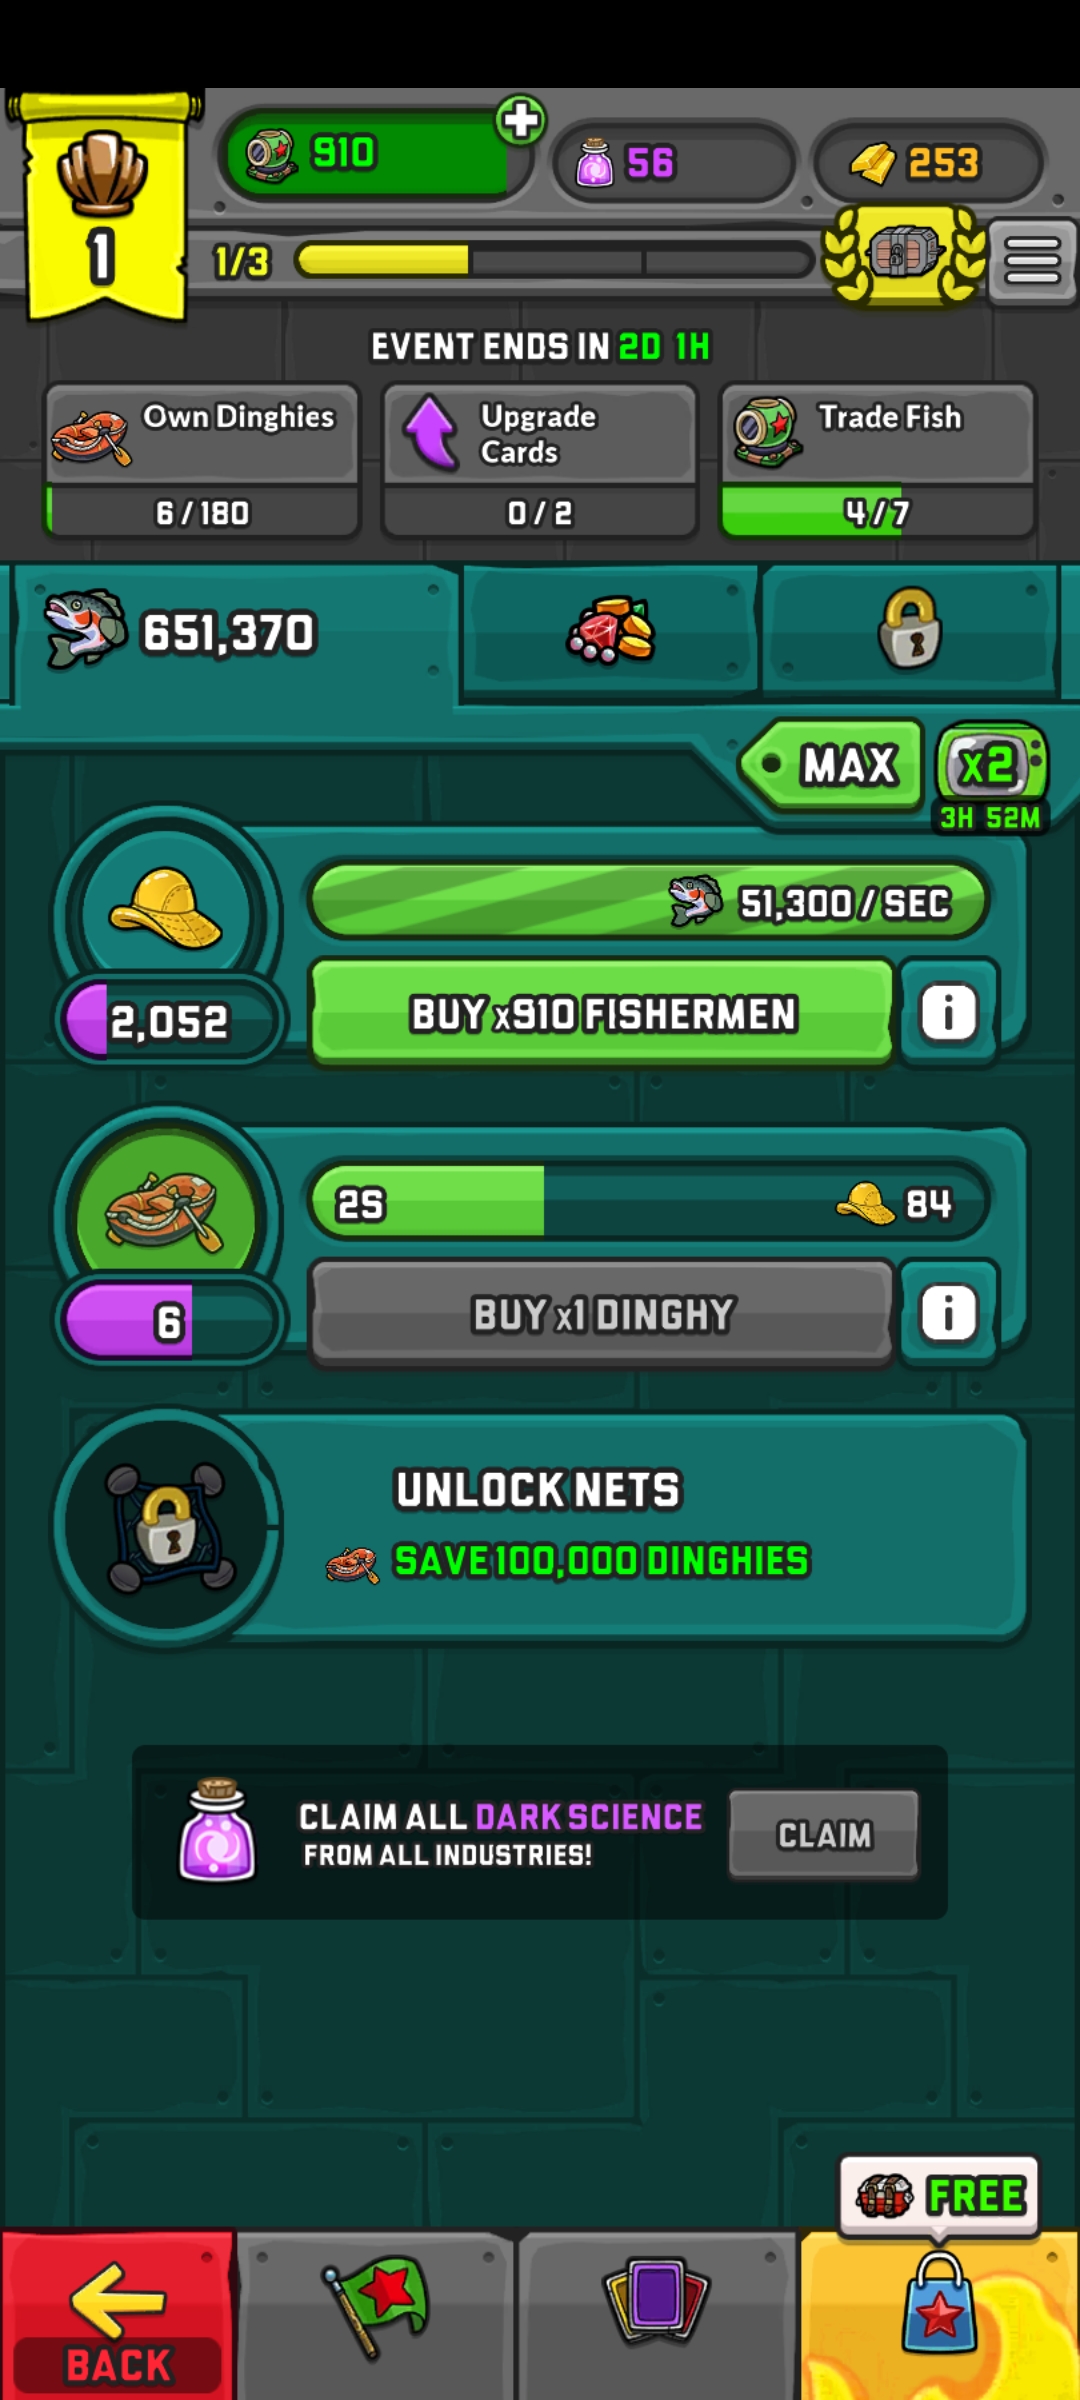 910
56
253
1
1/3
EVENT ENDS IN 2D 1H
Own Dinghies
6 / 180
Upgrade
Cards
0 / 2
Trade Fish
4 / 7
651,370
MAX
x2
3H 52M
51,300 / SEC
2,052
BUY x910 FISHERMEN
i
2S
84
6
BUY x1 DINGHY
i
UNLOCK NETS
SAVE 100,000 DINGHIES
CLAIM ALL DARK SCIENCE
FROM ALL INDUSTRIES!
CLAIM
FREE
BACK